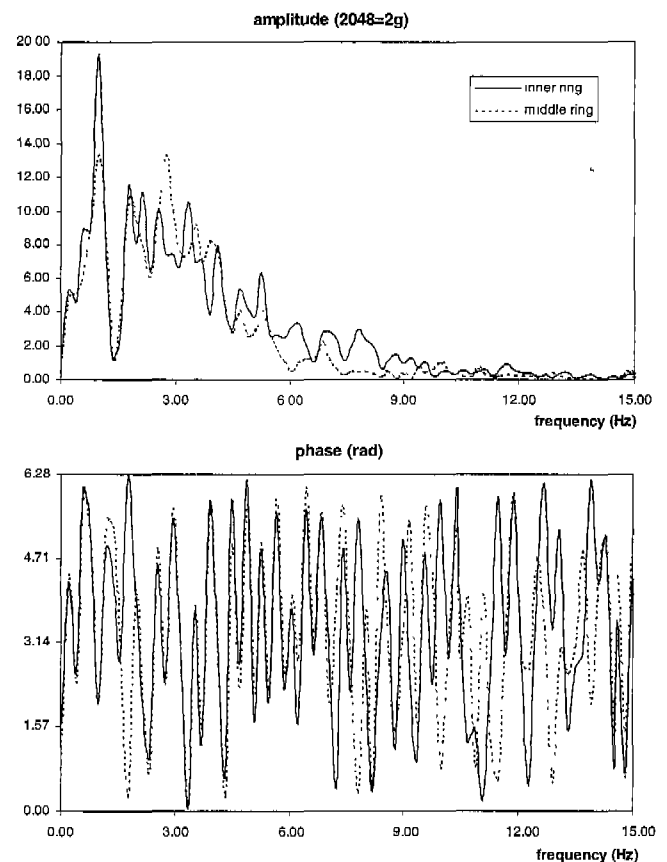 amplitude (2048=2g)
20.00
18.00
16.00
14.00
12.00
10.00
8.00
6.00
4.00
2.00
0.00
inner ring
middle ring
0.00 3.00 6.00 9.00 12.00 15.00
frequency (Hz)
phase (rad)
6.28
4.71
3.14
1.57
0.00
0.00 3.00 6.00 9.00 12.00 15.00
frequency (Hz)